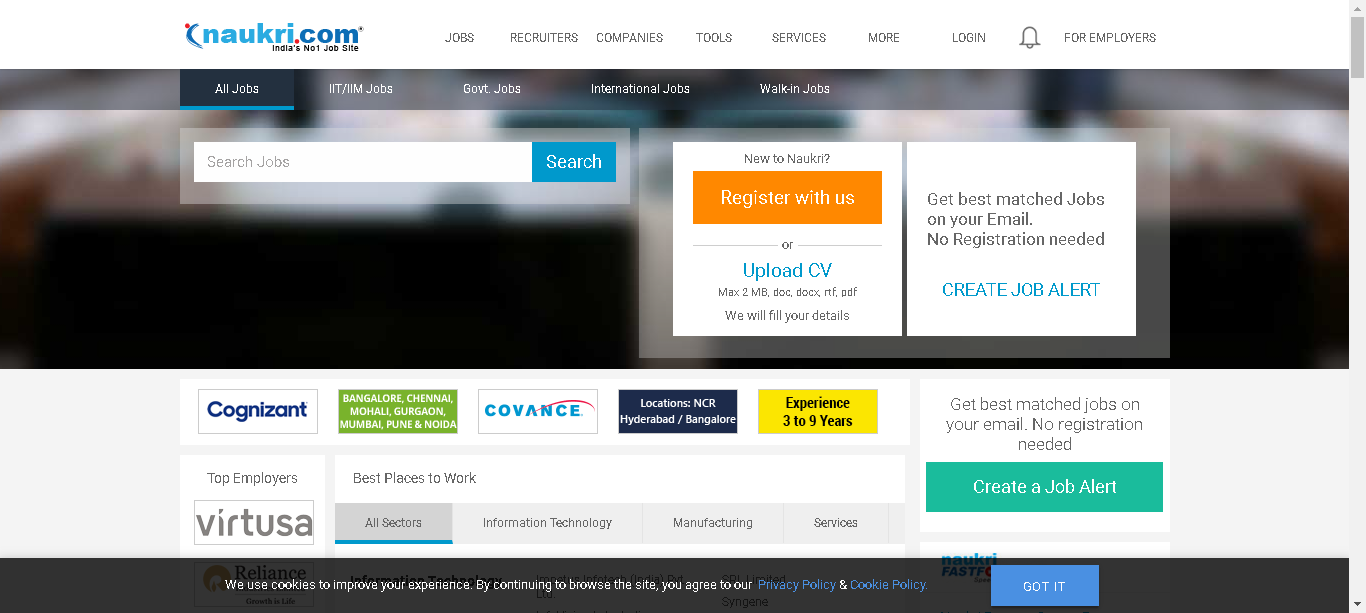 naukri.com
India's No1 Job Site
JOBS
RECRUITERS
COMPANIES
TOOLS
SERVICES
MORE
LOGIN
FOR EMPLOYERS
All Jobs
IIT/IIM Jobs
Govt. Jobs
International Jobs
Walk-in Jobs
Search Jobs
Search
New to Naukri?
Register with us
or
Upload CV
Max 2 MB, doc, docx, rtf, pdf
We will fill your details
Get best matched Jobs
on your Email.
No Registration needed
CREATE JOB ALERT
Cognizant
BANGALORE, CHENNAI,
MOHALI, GURGAON,
MUMBAI, PUNE & NOIDA
COVANCE
Locations: NCR
Hyderabad / Bangalore
Experience
3 to 9 Years
Get best matched jobs on
your email. No registration
needed
Create a Job Alert
Top Employers
virtusa
Reliance
Growth is Life
Best Places to Work
All Sectors
Information Technology
Manufacturing
Services
Information Technology
Ltd.
Syngene
naukri
FASTF
We use cookies to improve your experience. By continuing to browse the site, you agree to our Privacy Policy & Cookie Policy.
GOT IT